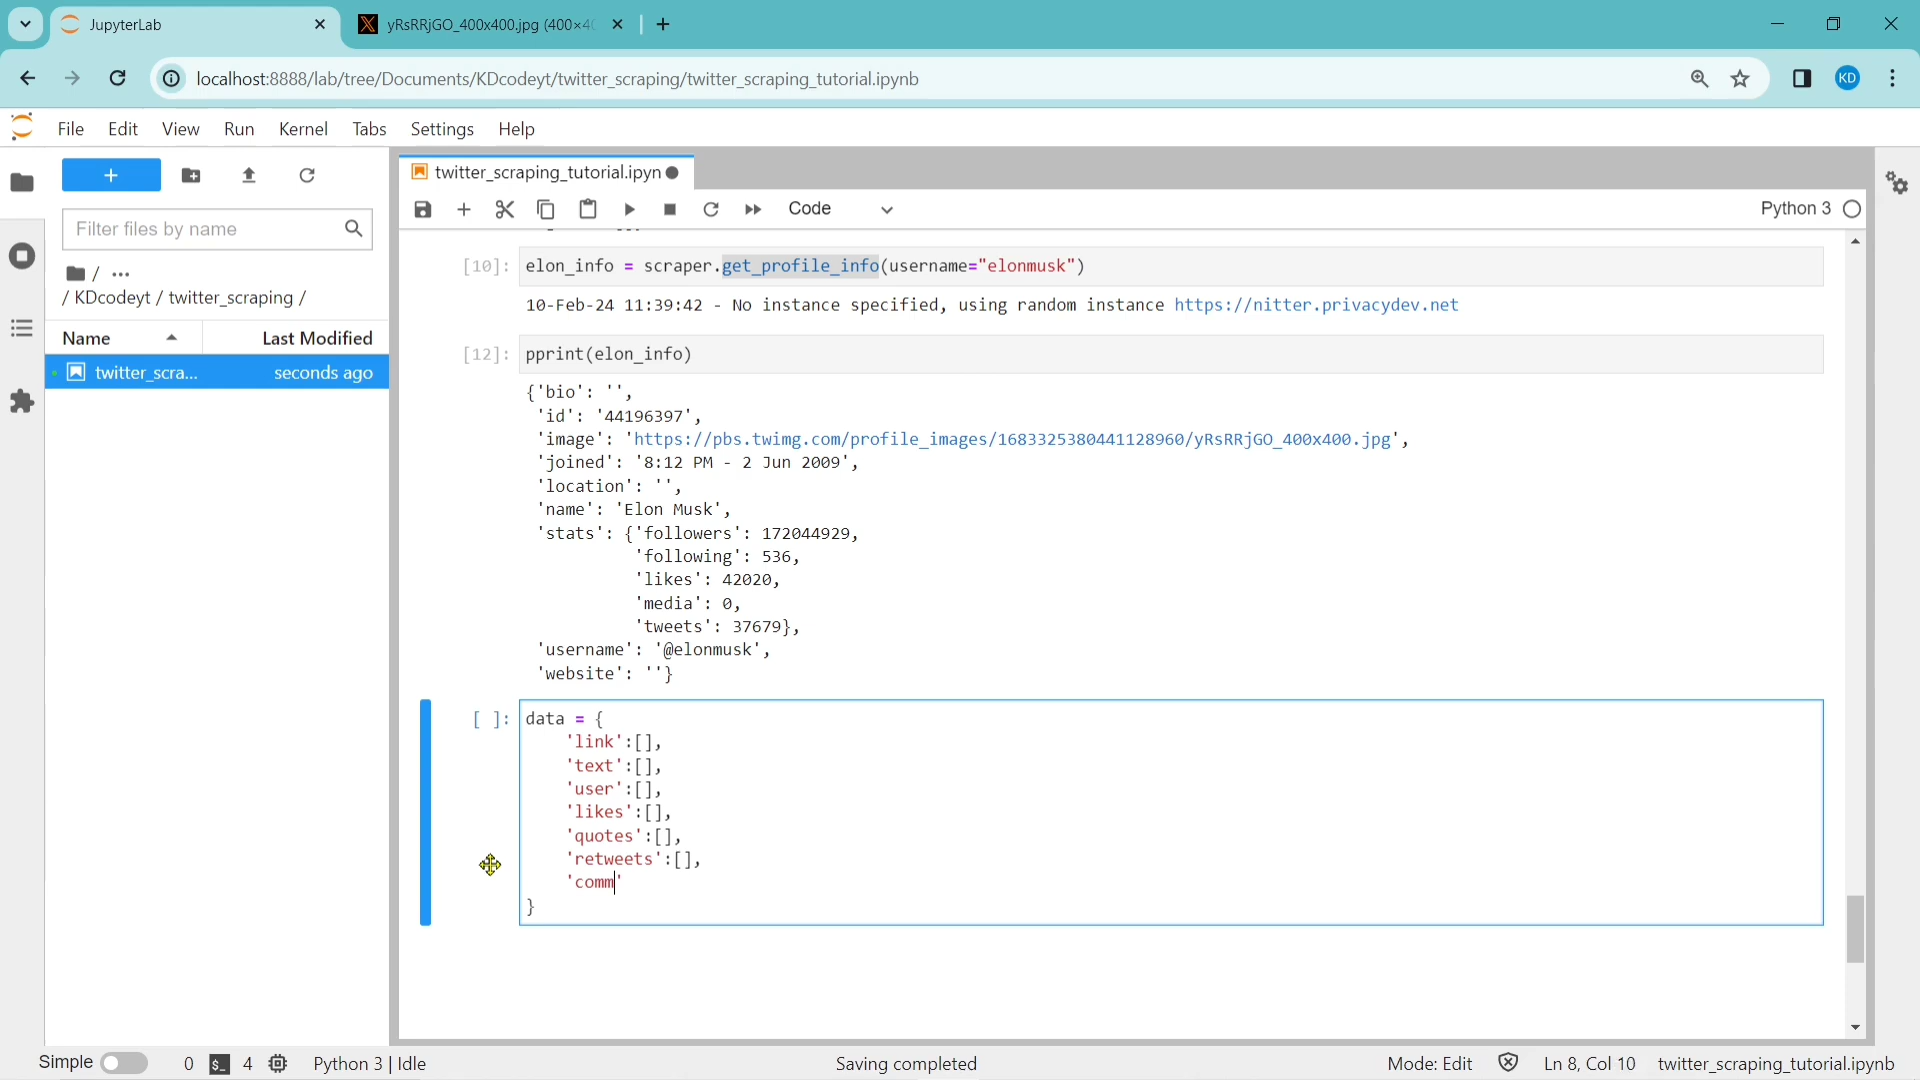 JupyterLab
yRsRRjGO_400x400.jpg (400×40
localhost:8888/lab/tree/Documents/KDcodeyt/twitter_scraping/twitter_scraping_tutorial.ipynb
KD
File Edit View Run Kernel Tabs Settings Help
twitter_scraping_tutorial.ipyn
Code
Python 3
Filter files by name
/ ...
/ KDcodeyt / twitter_scraping /
Name Last Modified
twitter_scra... seconds ago
[10]: elon_info = scraper.get_profile_info(username="elonmusk")
10-Feb-24 11:39:42 - No instance specified, using random instance https://nitter.privacydev.net
[12]: pprint(elon_info)
{'bio': '',
'id': '44196397',
'image': 'https://pbs.twimg.com/profile_images/1683325380441128960/yRsRRjGO_400x400.jpg',
'joined': '8:12 PM - 2 Jun 2009',
'location': '',
'name': 'Elon Musk',
'stats': {'followers': 172044929,
'following': 536,
'likes': 42020,
'media': 0,
'tweets': 37679},
'username': '@elonmusk',
'website': ''}
[ ]: data = {
'link':[],
'text':[],
'user':[],
'likes':[],
'quotes':[],
'retweets':[],
'comm'
}
Simple 0 $_ 4 Python 3 | Idle Saving completed Mode: Edit Ln 8, Col 10 twitter_scraping_tutorial.ipynb